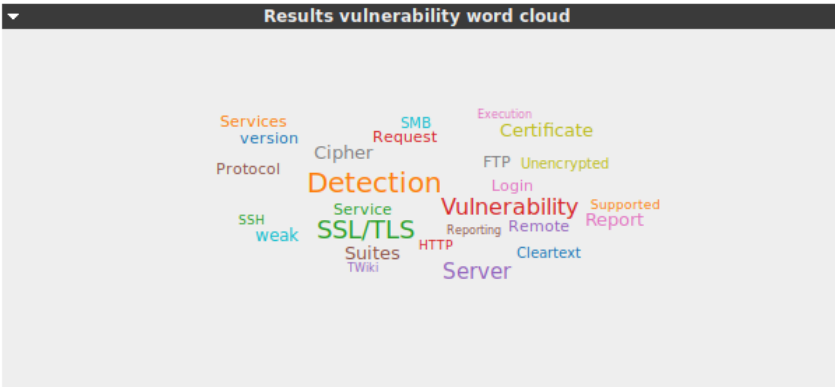 Results vulnerability word cloud
Execution
Services
SMB
Certificate
version
Request
Cipher
FTP
Unencrypted
Protocol
Detection
Login
Supported
Service
Vulnerability
SSH
Report
SSL/TLS
Reporting
Remote
weak
HTTP
Suites
Cleartext
TWiki
Server